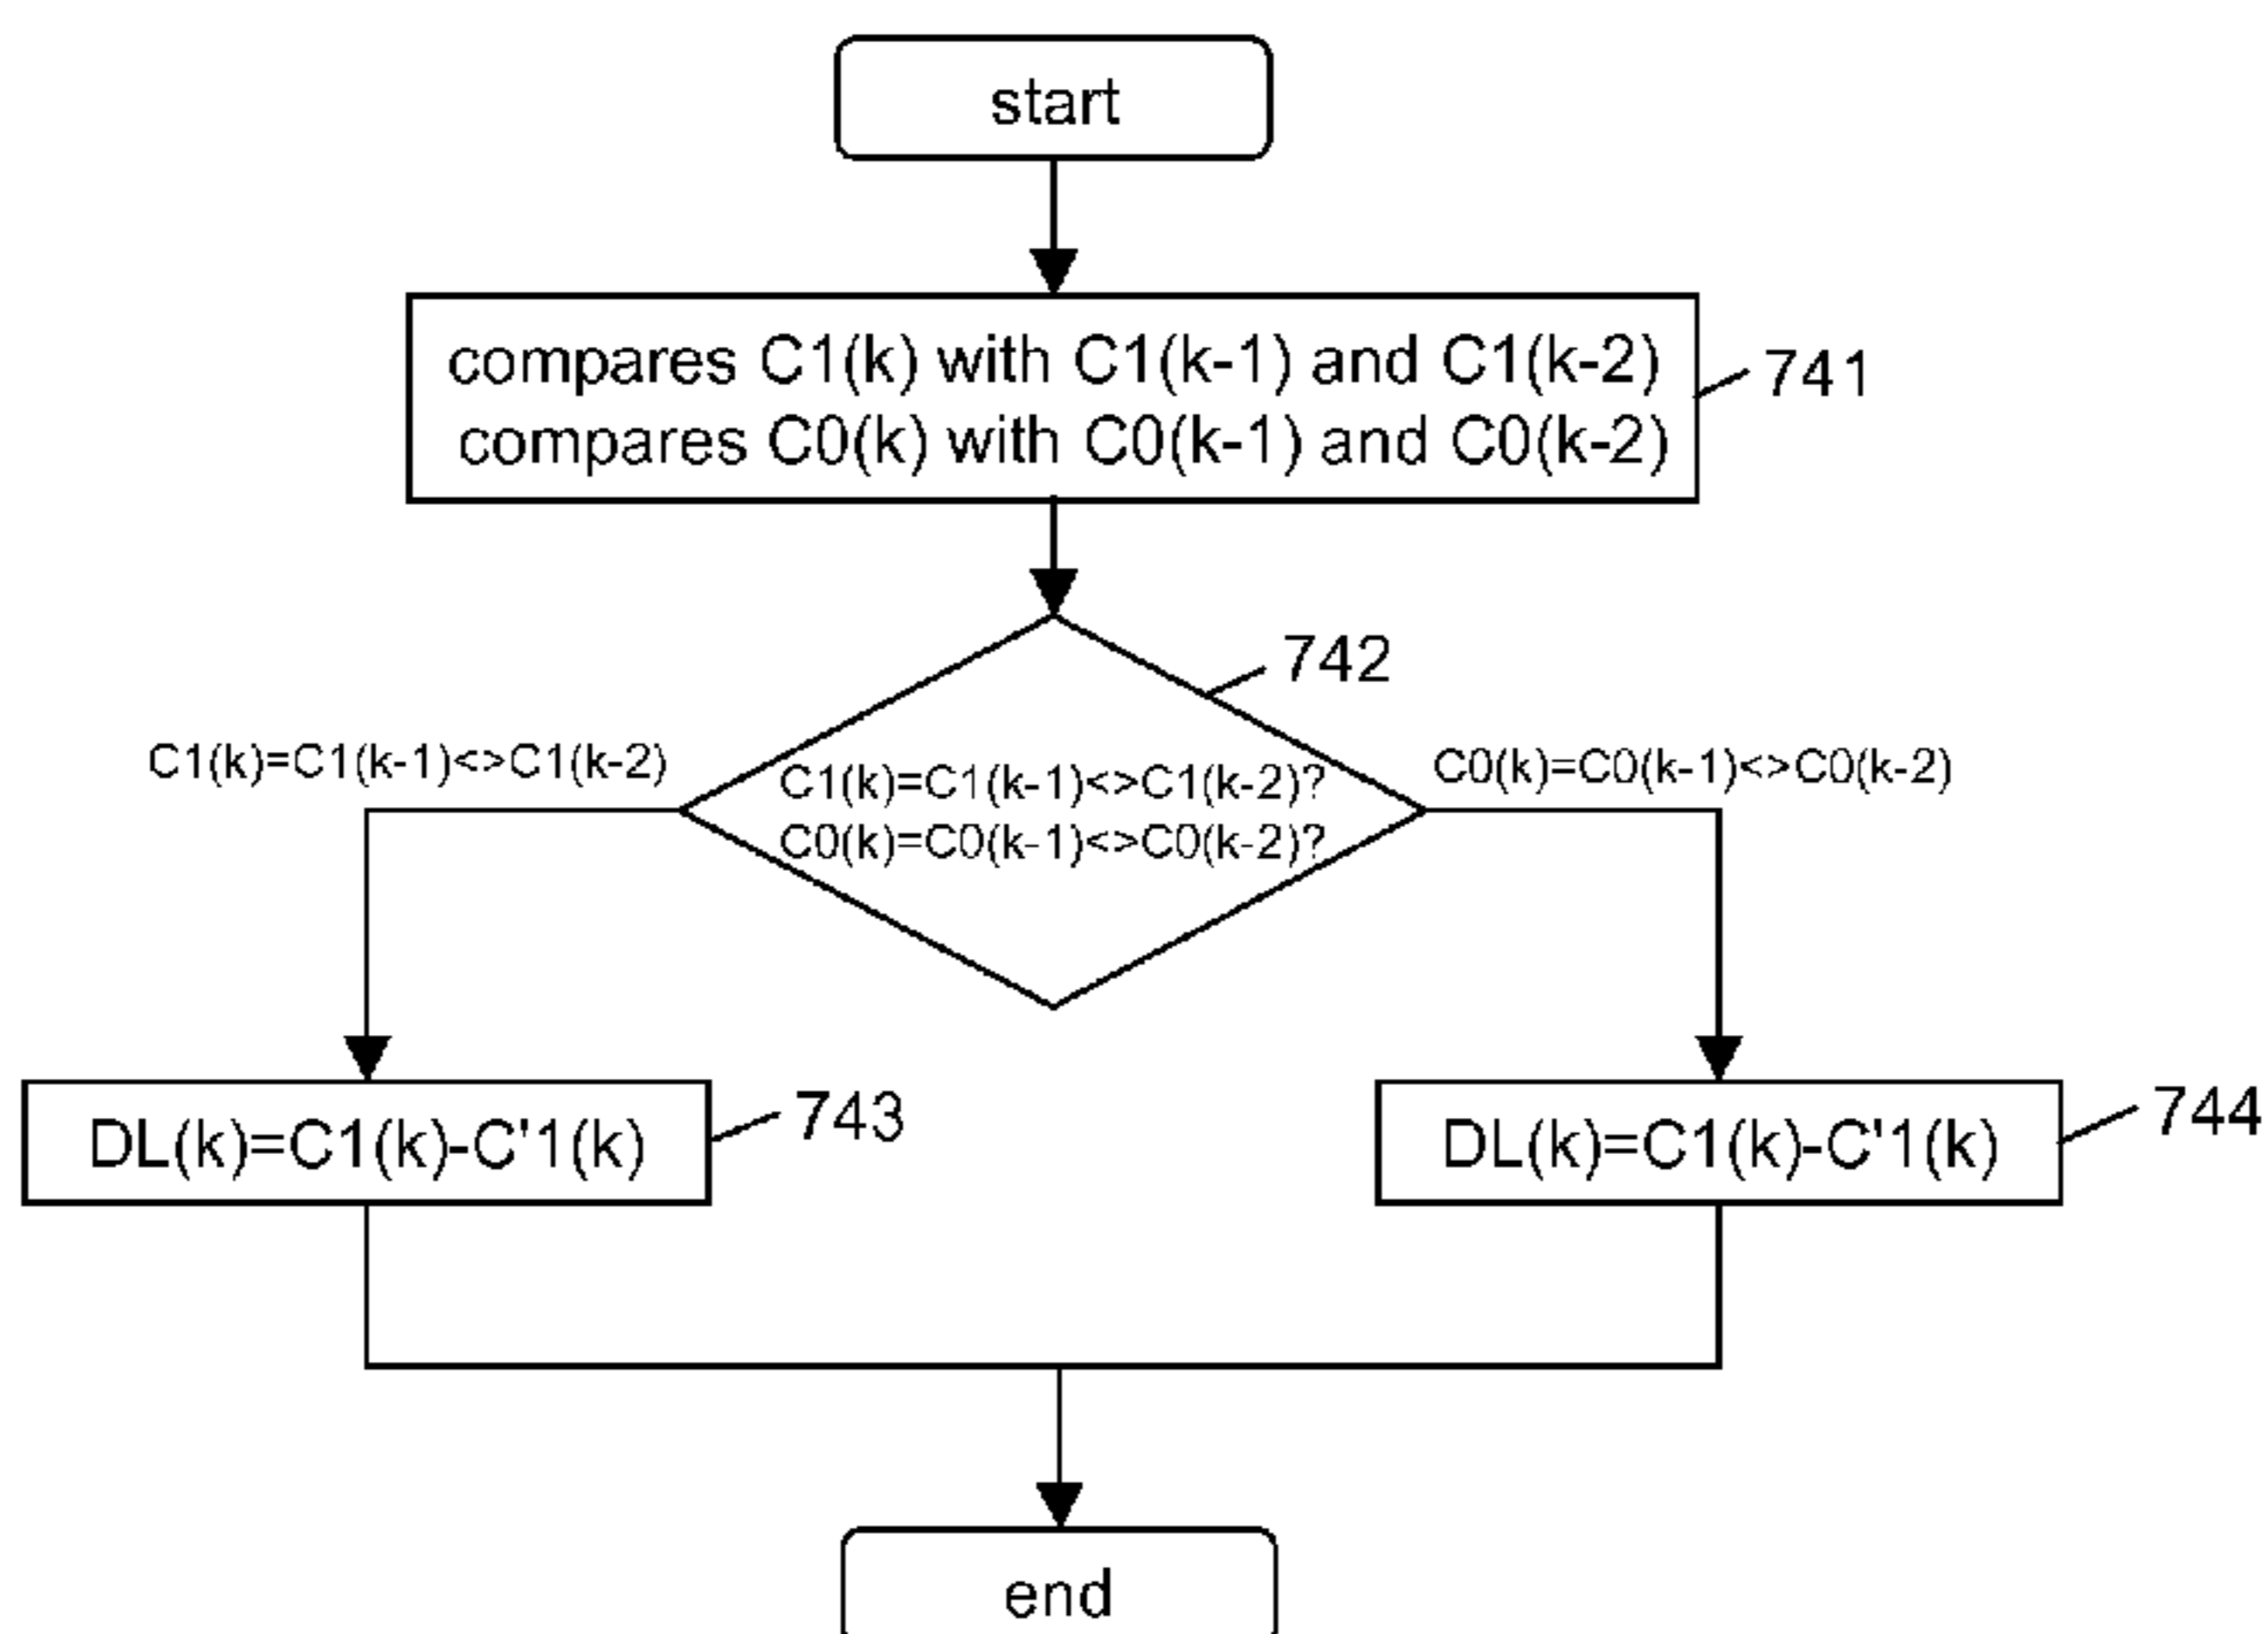 start
compares C1(k) with C1(k-1) and C1(k-2)
compares C0(k) with C0(k-1) and C0(k-2)
741
742
C1(k)=C1(k-1)<>C1(k-2)
C1(k)=C1(k-1)<>C1(k-2)?
C0(k)=C0(k-1)<>C0(k-2)?
C0(k)=C0(k-1)<>C0(k-2)
DL(k)=C1(k)-C'1(k)
743
DL(k)=C1(k)-C'1(k)
744
end